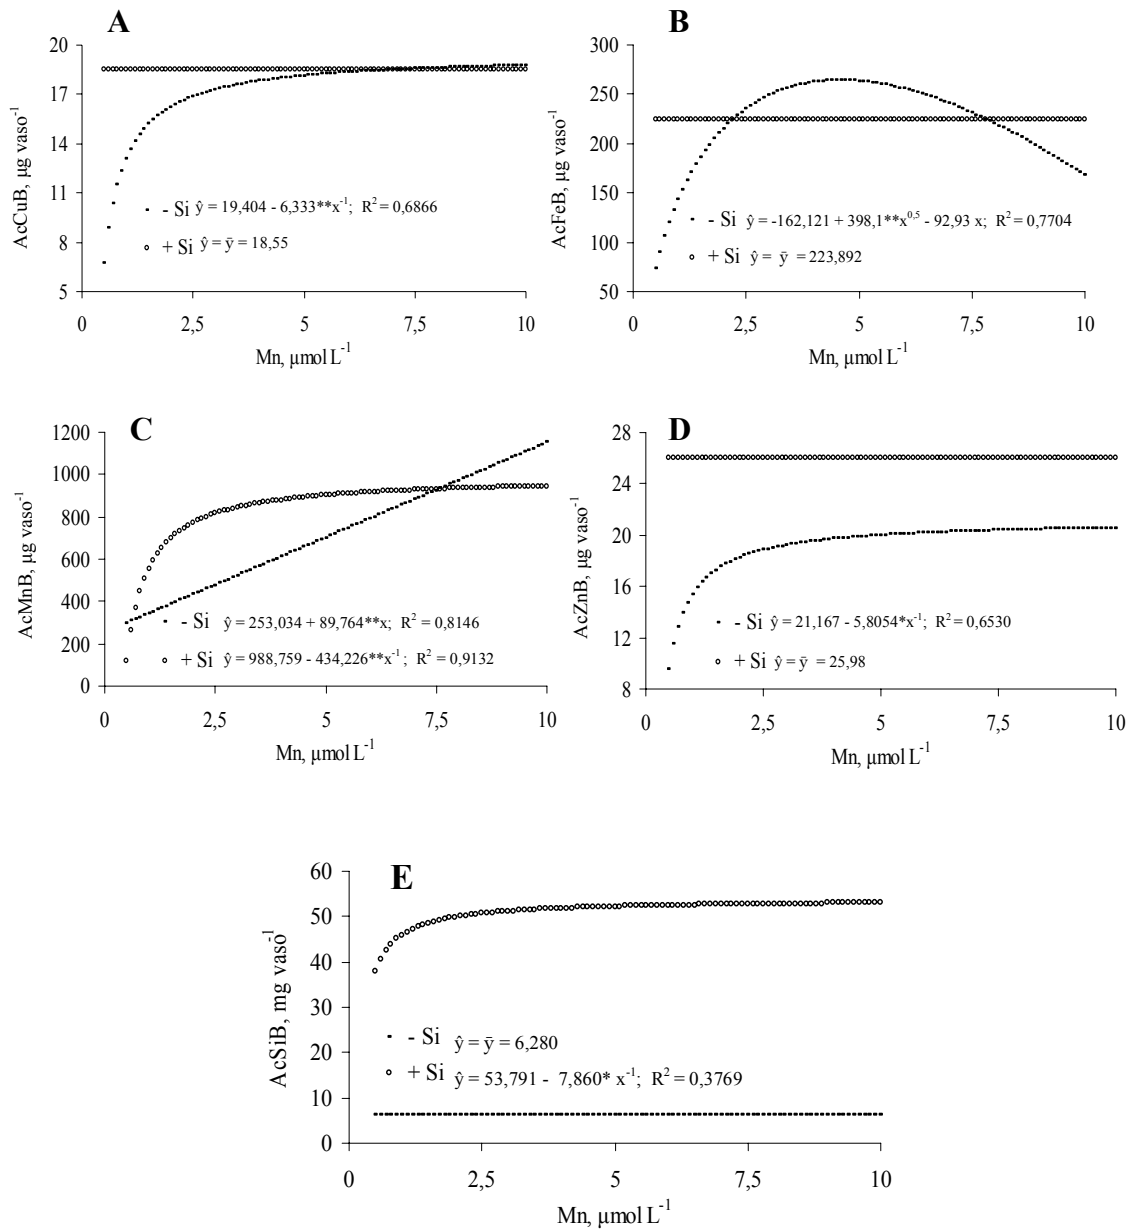 A
AcCuB, µg vaso⁻¹
20
17
14
11
8
5
- Si ŷ = 19,404 - 6,333**x⁻¹; R² = 0,6866
+ Si ŷ = ȳ = 18,55
0 2,5 5 7,5 10
Mn, µmol L⁻¹
B
AcFeB, µg vaso⁻¹
300
250
200
150
100
50
- Si ŷ = -162,121 + 398,1**x⁰,⁵ - 92,93 x; R² = 0,7704
+ Si ŷ = ȳ = 223,892
0 2,5 5 7,5 10
Mn, µmol L⁻¹
C
AcMnB, µg vaso⁻¹
1200
1000
800
600
400
200
0
- Si ŷ = 253,034 + 89,764**x; R² = 0,8146
+ Si ŷ = 988,759 - 434,226**x⁻¹; R² = 0,9132
0 2,5 5 7,5 10
Mn, µmol L⁻¹
D
AcZnB, µg vaso⁻¹
28
24
20
16
12
8
- Si ŷ = 21,167 - 5,8054*x⁻¹; R² = 0,6530
+ Si ŷ = ȳ = 25,98
0 2,5 5 7,5 10
Mn, µmol L⁻¹
E
AcSiB, mg vaso⁻¹
60
50
40
30
20
10
0
- Si ŷ = ȳ = 6,280
+ Si ŷ = 53,791 - 7,860* x⁻¹; R² = 0,3769
0 2,5 5 7,5 10
Mn, µmol L⁻¹